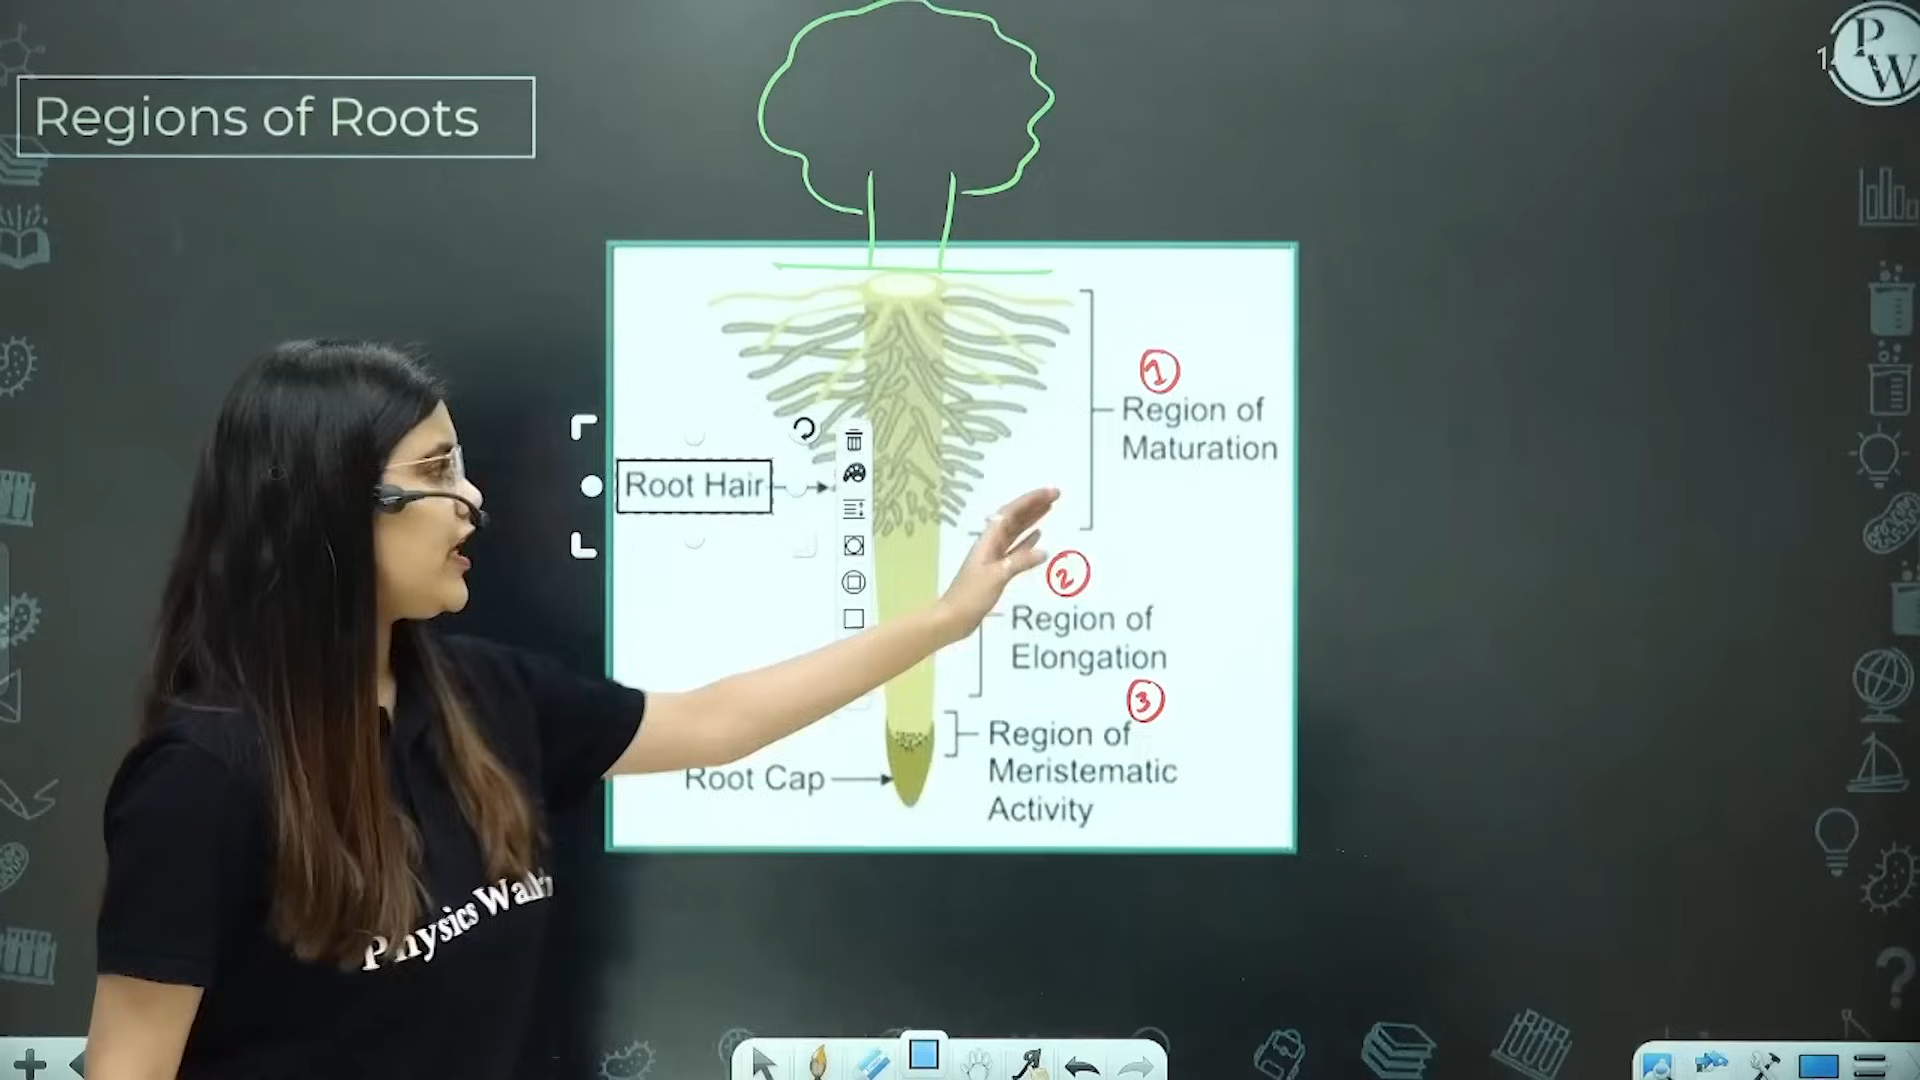 Regions of Roots
P
W
1
Region of
Maturation
Root Hair
2
Region of
Elongation
3
Region of
Meristematic
Activity
Root Cap
Physics